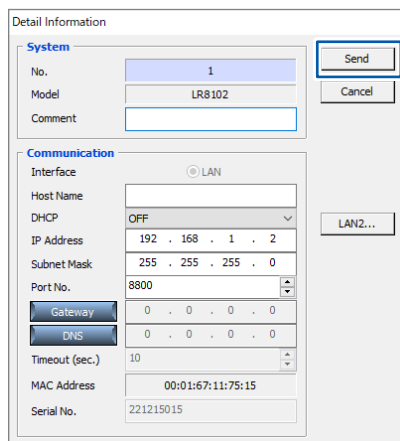 Detail Information
System
No. 1
Model LR8102
Comment
Send
Cancel
Communication
Interface LAN
Host Name
DHCP OFF
IP Address 192 . 168 . 1 . 2
Subnet Mask 255 . 255 . 255 . 0
Port No. 8800
Gateway 0 . 0 . 0 . 0
DNS 0 . 0 . 0 . 0
Timeout (sec.) 10
MAC Address 00:01:67:11:75:15
Serial No. 221215015
LAN2...